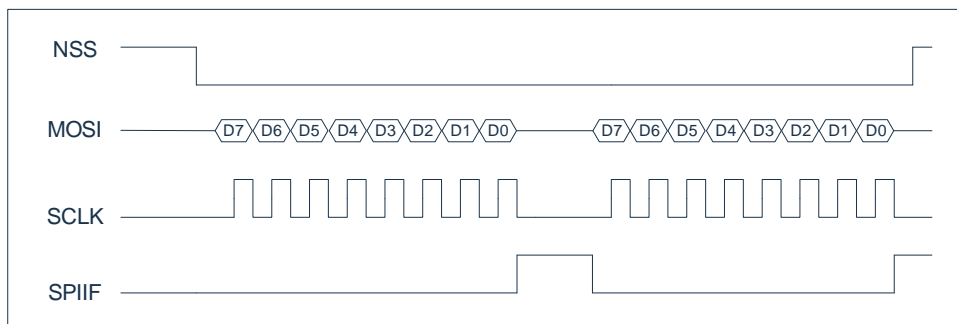 NSS
MOSI D7 D6 D5 D4 D3 D2 D1 D0 D7 D6 D5 D4 D3 D2 D1 D0
SCLK
SPIIF